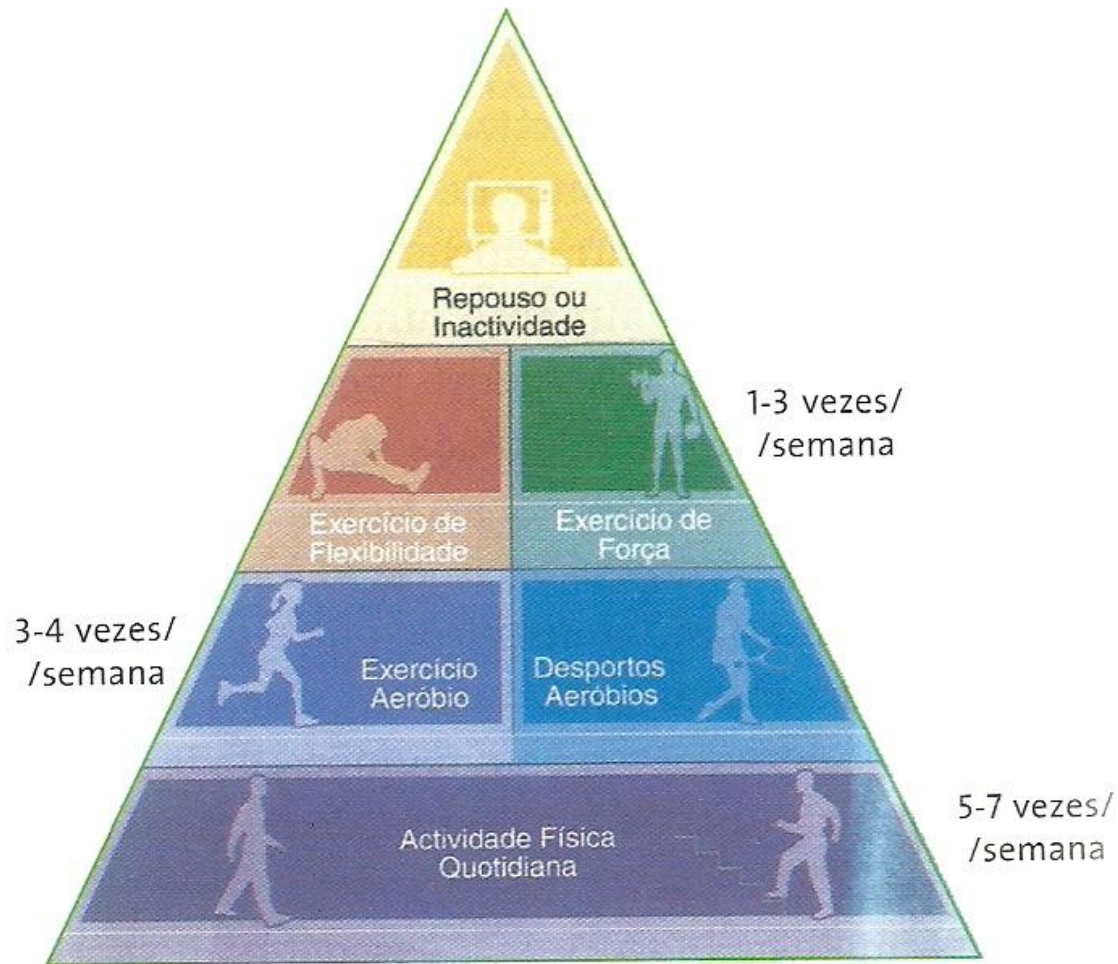 Repouso ou
Inactividade
1-3 vezes/
/semana
Exercício de
Flexibilidade
Exercício de
Força
3-4 vezes/
/semana
Exercício
Aeróbio
Desportos
Aeróbios
5-7 vezes/
/semana
Actividade Física
Quotidiana